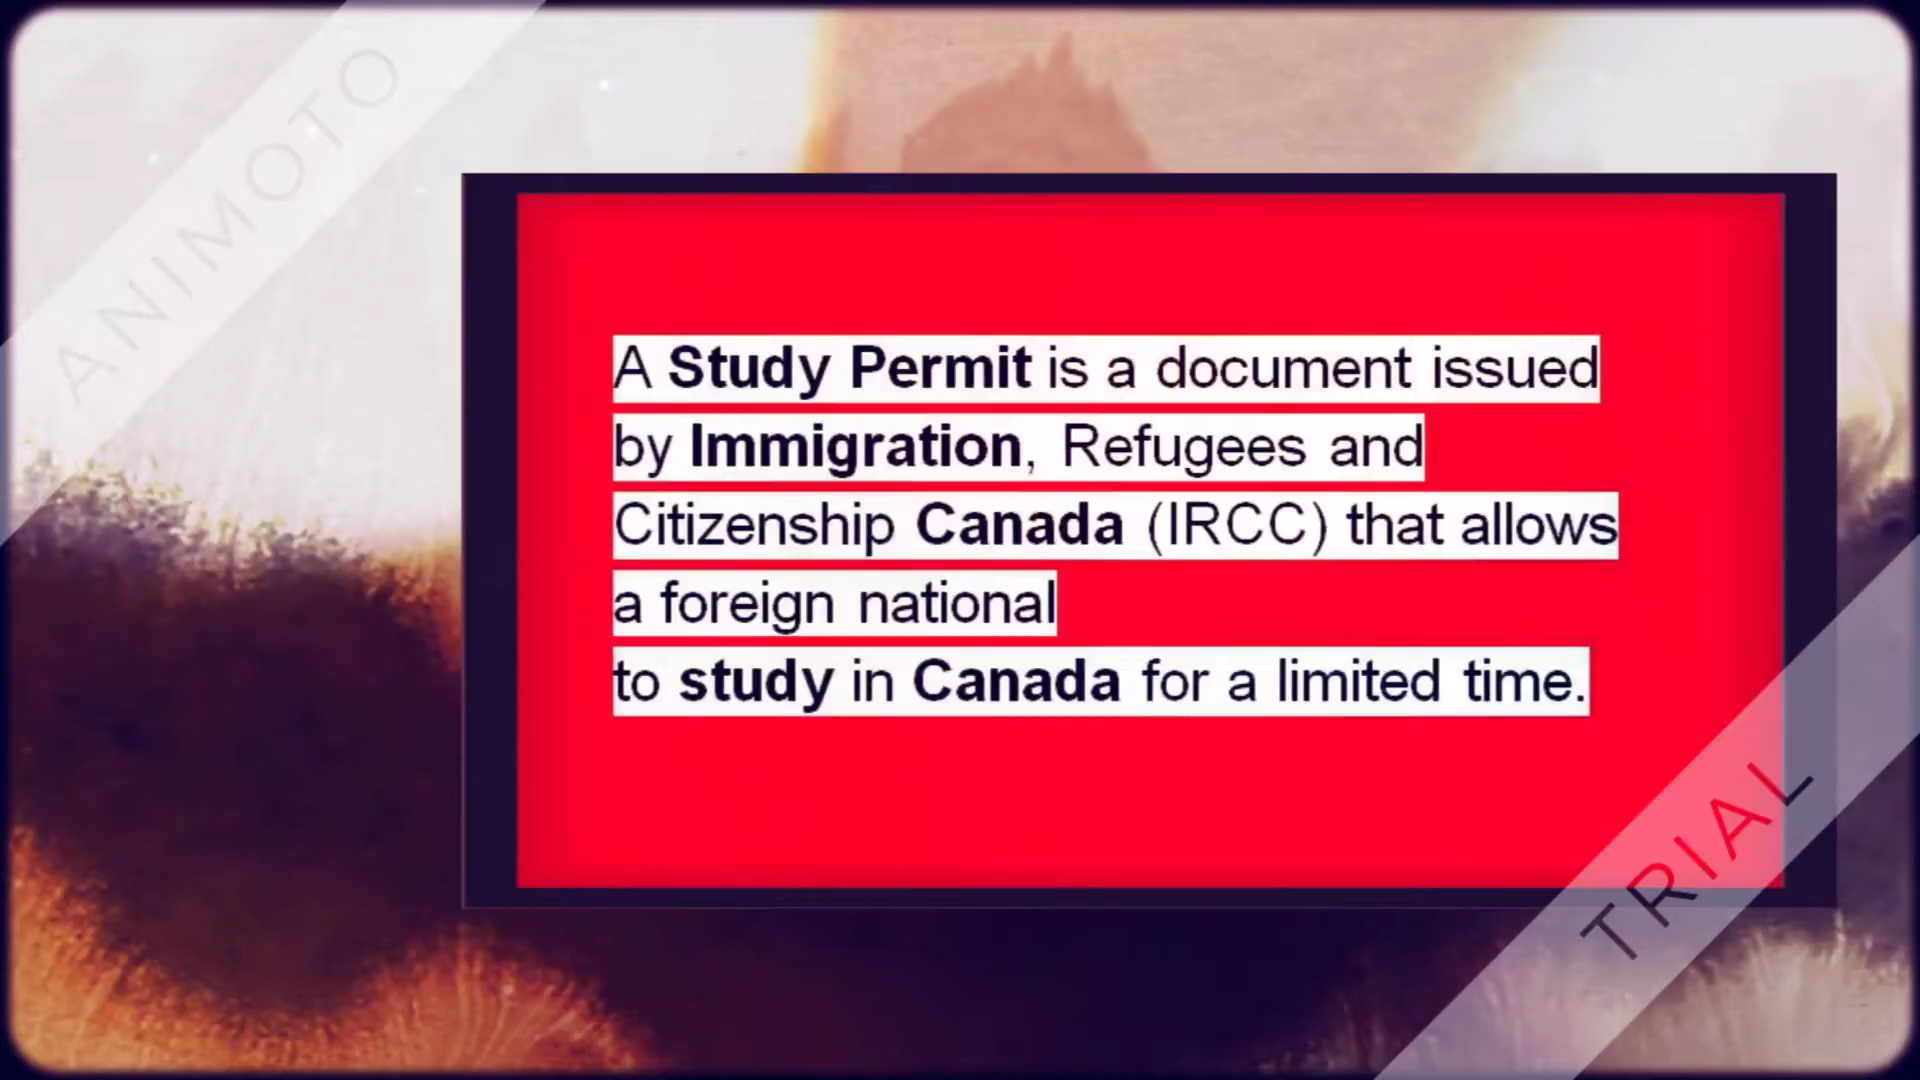 ANIMOTO
A Study Permit is a document issued
by Immigration, Refugees and
Citizenship Canada (IRCC) that allows
a foreign national
to study in Canada for a limited time.
TRIAL